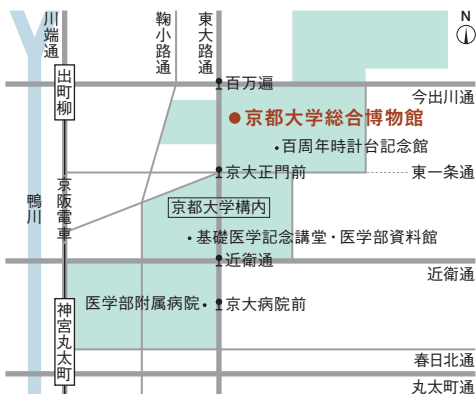 川端通
鞠小路通
東大路通
N
出町柳
百万遍
今出川通
京都大学総合博物館
百周年時計台記念館
京大正門前
東一条通
鴨川
京阪電車
京都大学構内
基礎医学記念講堂・医学部資料館
近衛通
近衛通
医学部附属病院
京大病院前
神宮丸太町
春日北通
丸太町通